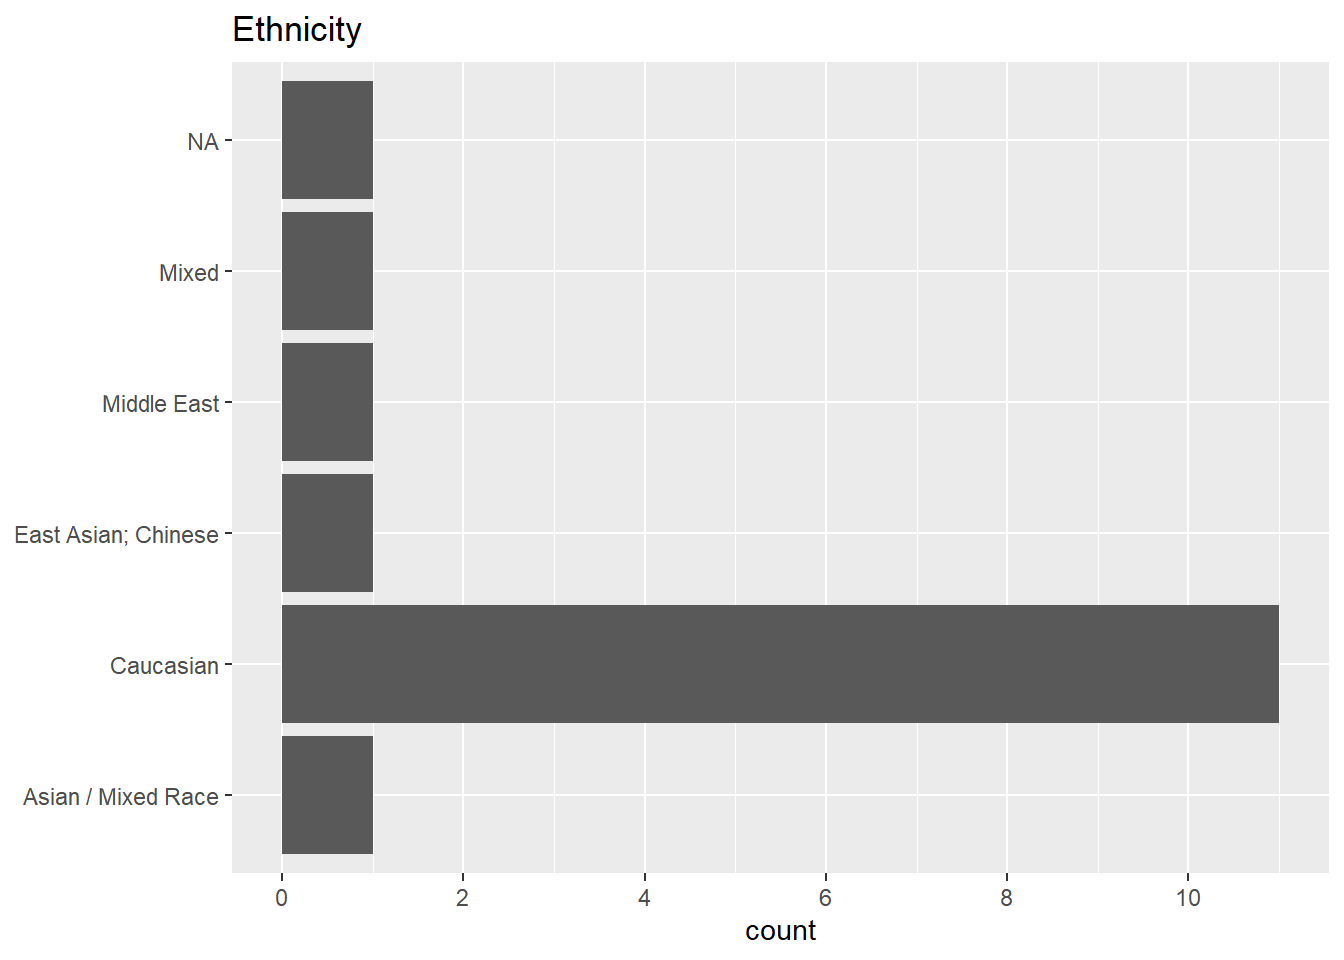 Ethnicity
NA
Mixed
Middle East
East Asian; Chinese
Caucasian
Asian / Mixed Race
0 2 4 6 8 10
count